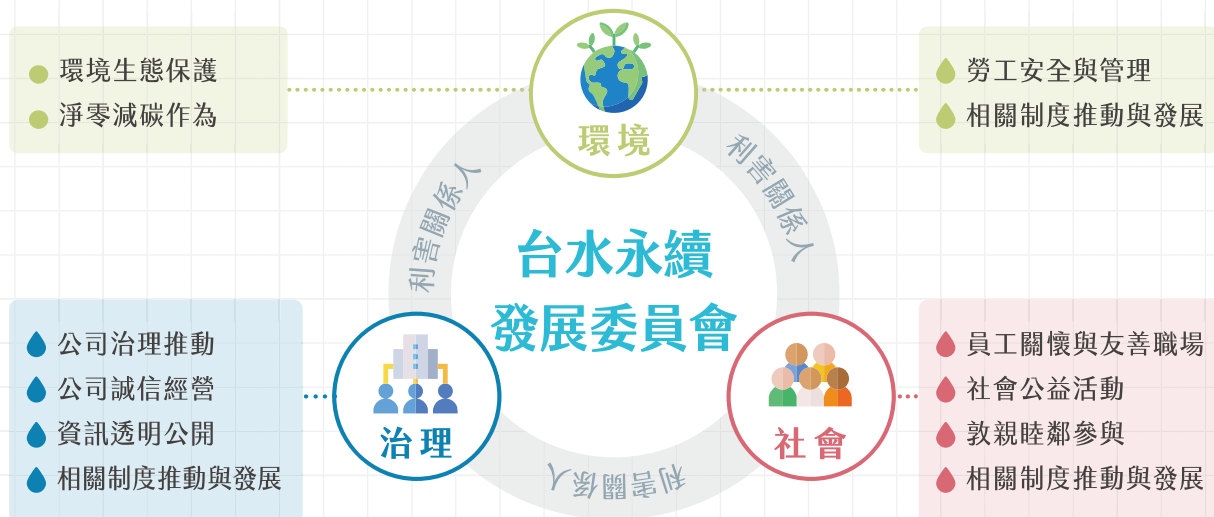 環境生態保護
淨零減碳作為
環境
勞工安全與管理
相關制度推動與發展
利害關係人
利害關係人
台水永續
發展委員會
公司治理推動
公司誠信經營
資訊透明公開
相關制度推動與發展
治理
社會
員工關懷與友善職場
社會公益活動
敦親睦鄰參與
相關制度推動與發展
利害關係人